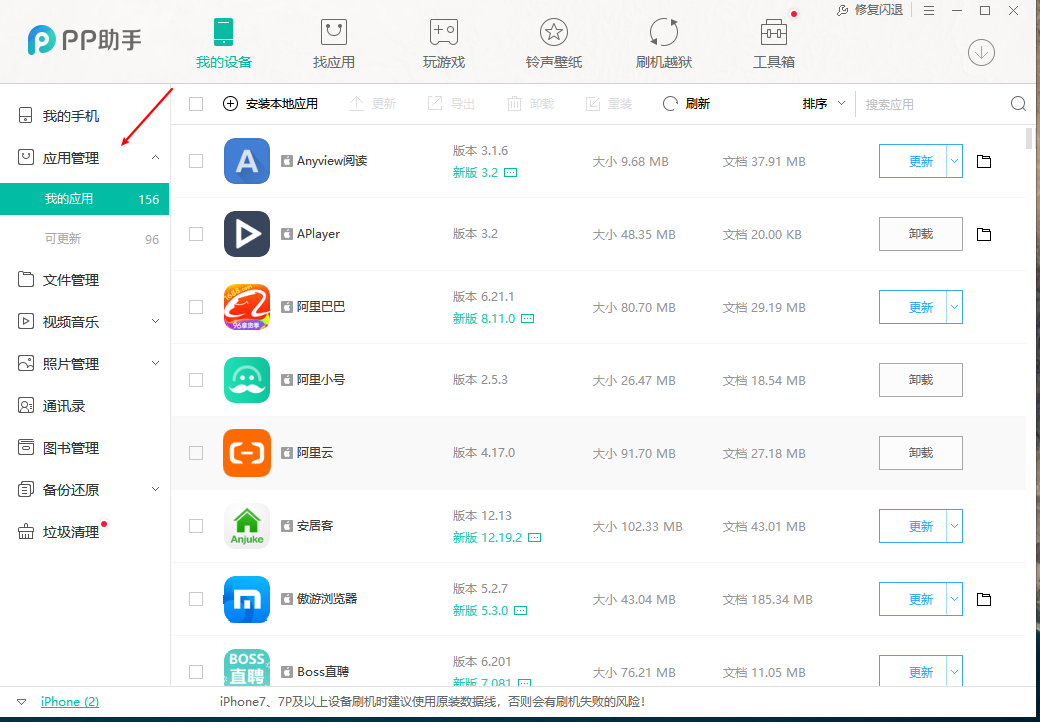 修复闪退
PP助手
我的设备 找应用 玩游戏 铃声壁纸 刷机越狱 工具箱
安装本地应用 更新 导出 卸载 重装 刷新 排序 搜索应用
我的手机
应用管理
我的应用 156
可更新 96
文件管理
视频音乐
照片管理
通讯录
图书管理
备份还原
垃圾清理
A Anyview阅读 版本 3.1.6 新版 3.2 大小 9.68 MB 文档 37.91 MB 更新
APlayer 版本 3.2 大小 48.35 MB 文档 20.00 KB 卸载
1688.com 阿里巴巴 版本 6.21.1 新版 8.11.0 大小 80.70 MB 文档 29.19 MB 更新
阿里小号 版本 2.5.3 大小 26.47 MB 文档 18.54 MB 卸载
阿里云 版本 4.17.0 大小 91.70 MB 文档 27.18 MB 卸载
Anjuke 安居客 版本 12.13 新版 12.19.2 大小 102.33 MB 文档 43.01 MB 更新
傲游浏览器 版本 5.2.7 新版 5.3.0 大小 43.04 MB 文档 185.34 MB 更新
BOSS直聘 Boss直聘 版本 6.201 新版 7.081 大小 76.21 MB 文档 11.05 MB 更新
iPhone (2) iPhone7、7P及以上设备刷机时建议使用原装数据线，否则会有刷机失败的风险！